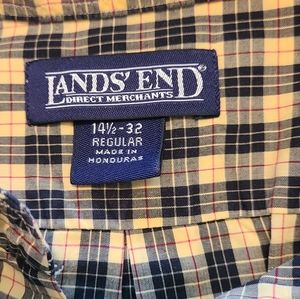 LANDS' END®
DIRECT MERCHANTS
14½-32
REGULAR
MADE IN
HONDURAS